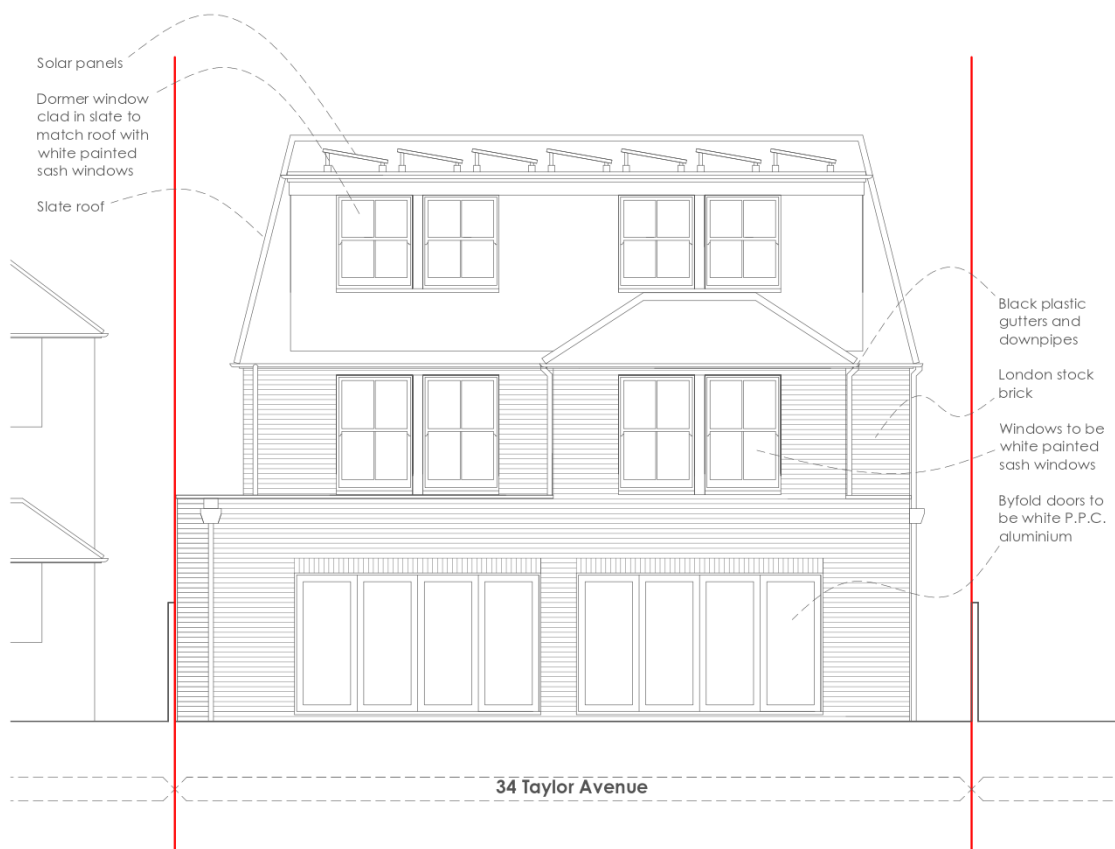 Solar panels
Dormer window
clad in slate to
match roof with
white painted
sash windows
Slate roof
Black plastic
gutters and
downpipes
London stock
brick
Windows to be
white painted
sash windows
Byfold doors to
be white P.P.C.
aluminium
34 Taylor Avenue